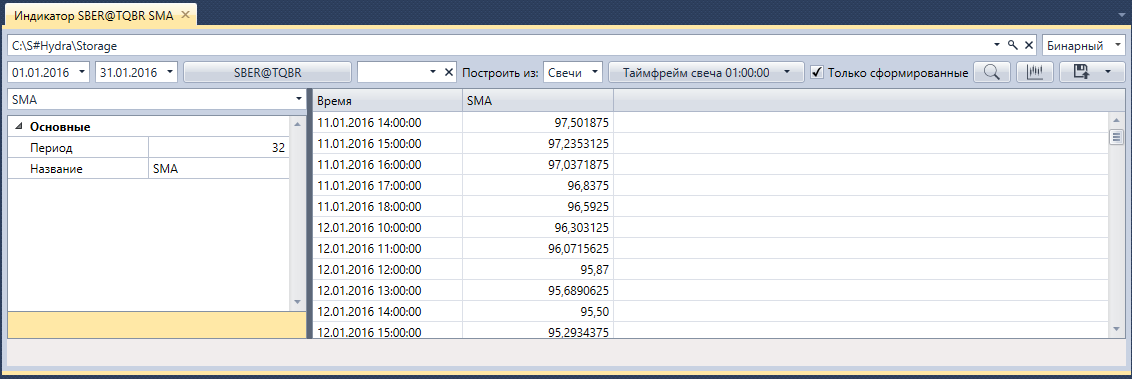 Индикатор SBER@TQBR SMA
C:\S#Hydra\Storage Бинарный
01.01.2016 31.01.2016 SBER@TQBR Построить из: Свечи Таймфрейм свеча 01:00:00 Только сформированные
SMA
Основные
Период 32
Название SMA
Время SMA
11.01.2016 14:00:00 97,501875
11.01.2016 15:00:00 97,2353125
11.01.2016 16:00:00 97,0371875
11.01.2016 17:00:00 96,8375
11.01.2016 18:00:00 96,5925
12.01.2016 10:00:00 96,303125
12.01.2016 11:00:00 96,0715625
12.01.2016 12:00:00 95,87
12.01.2016 13:00:00 95,6890625
12.01.2016 14:00:00 95,50
12.01.2016 15:00:00 95,2934375